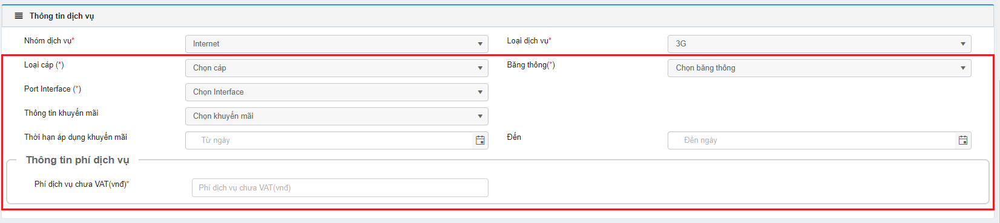 Thông tin dịch vụ
Nhóm dịch vụ* Internet Loại dịch vụ* 3G
Loại cáp (*) Chọn cáp Băng thông(*) Chọn băng thông
Port Interface (*) Chọn Interface
Thông tin khuyến mãi Chọn khuyến mãi
Thời hạn áp dụng khuyến mãi Từ ngày Đến Đến ngày
Thông tin phí dịch vụ
Phí dịch vụ chưa VAT(vnđ)* Phí dịch vụ chưa VAT(vnđ)